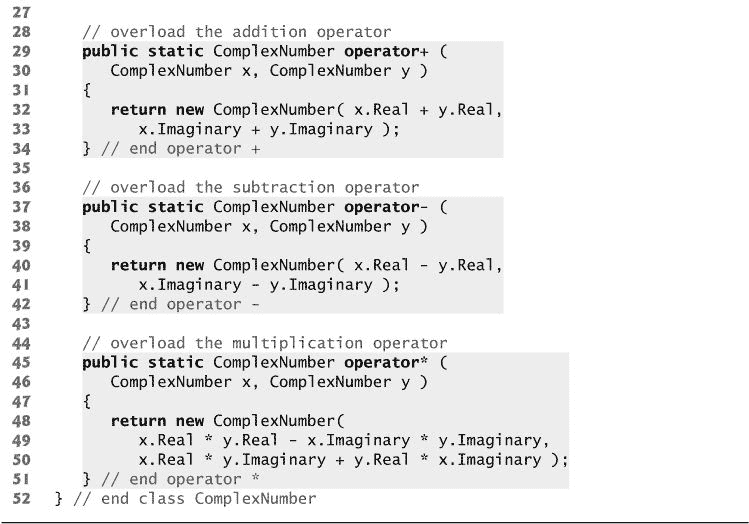 27
28 // overload the addition operator
29 public static ComplexNumber operator+ (
30 ComplexNumber x, ComplexNumber y )
31 {
32 return new ComplexNumber( x.Real + y.Real,
33 x.Imaginary + y.Imaginary );
34 } // end operator +
35
36 // overload the subtraction operator
37 public static ComplexNumber operator- (
38 ComplexNumber x, ComplexNumber y )
39 {
40 return new ComplexNumber( x.Real - y.Real,
41 x.Imaginary - y.Imaginary );
42 } // end operator -
43
44 // overload the multiplication operator
45 public static ComplexNumber operator* (
46 ComplexNumber x, ComplexNumber y )
47 {
48 return new ComplexNumber(
49 x.Real * y.Real - x.Imaginary * y.Imaginary,
50 x.Real * y.Imaginary + y.Real * x.Imaginary );
51 } // end operator *
52 } // end class ComplexNumber